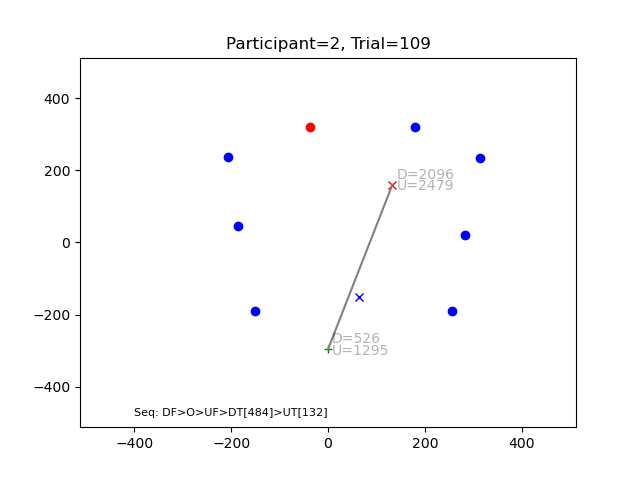 Participant=2, Trial=109
400
200
0
−200
−400
D=2096
U=2479
D=526
U=1295
Seq: DF>O>UF>DT[484]>UT[132]
−400 −200 0 200 400